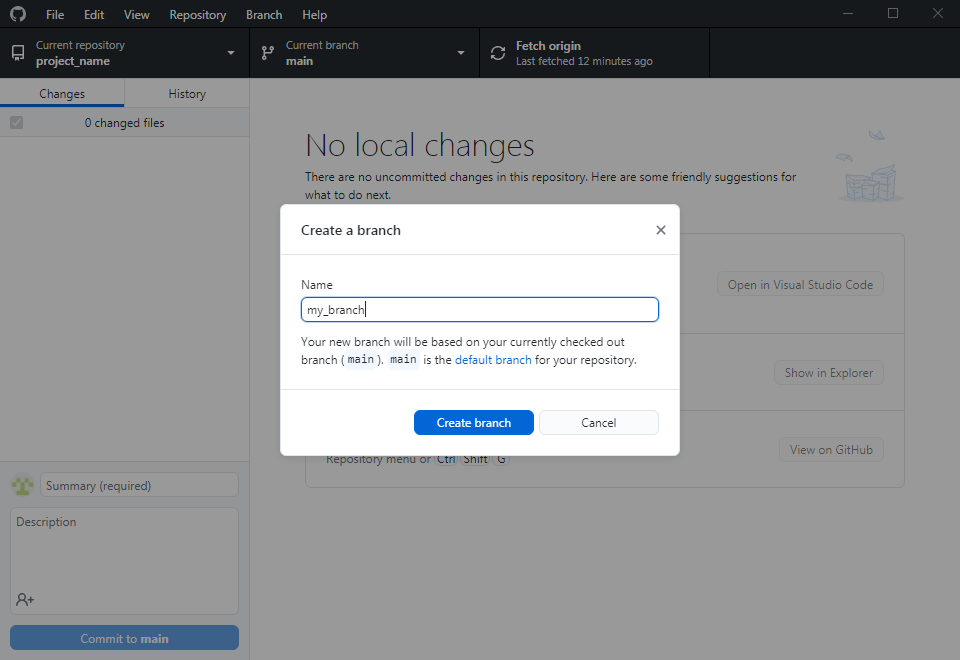 File Edit View Repository Branch Help
Current repository
project_name
Current branch
main
Fetch origin
Last fetched 12 minutes ago
Changes History
0 changed files
No local changes
There are no uncommitted changes in this repository. Here are some friendly suggestions for
what to do next.
Create a branch
Name
my_branch
Your new branch will be based on your currently checked out
branch ( main ). main is the default branch for your repository.
Create branch Cancel
Open in Visual Studio Code
Show in Explorer
View on GitHub
Repository menu or Ctrl Shift G
Summary (required)
Description
Commit to main